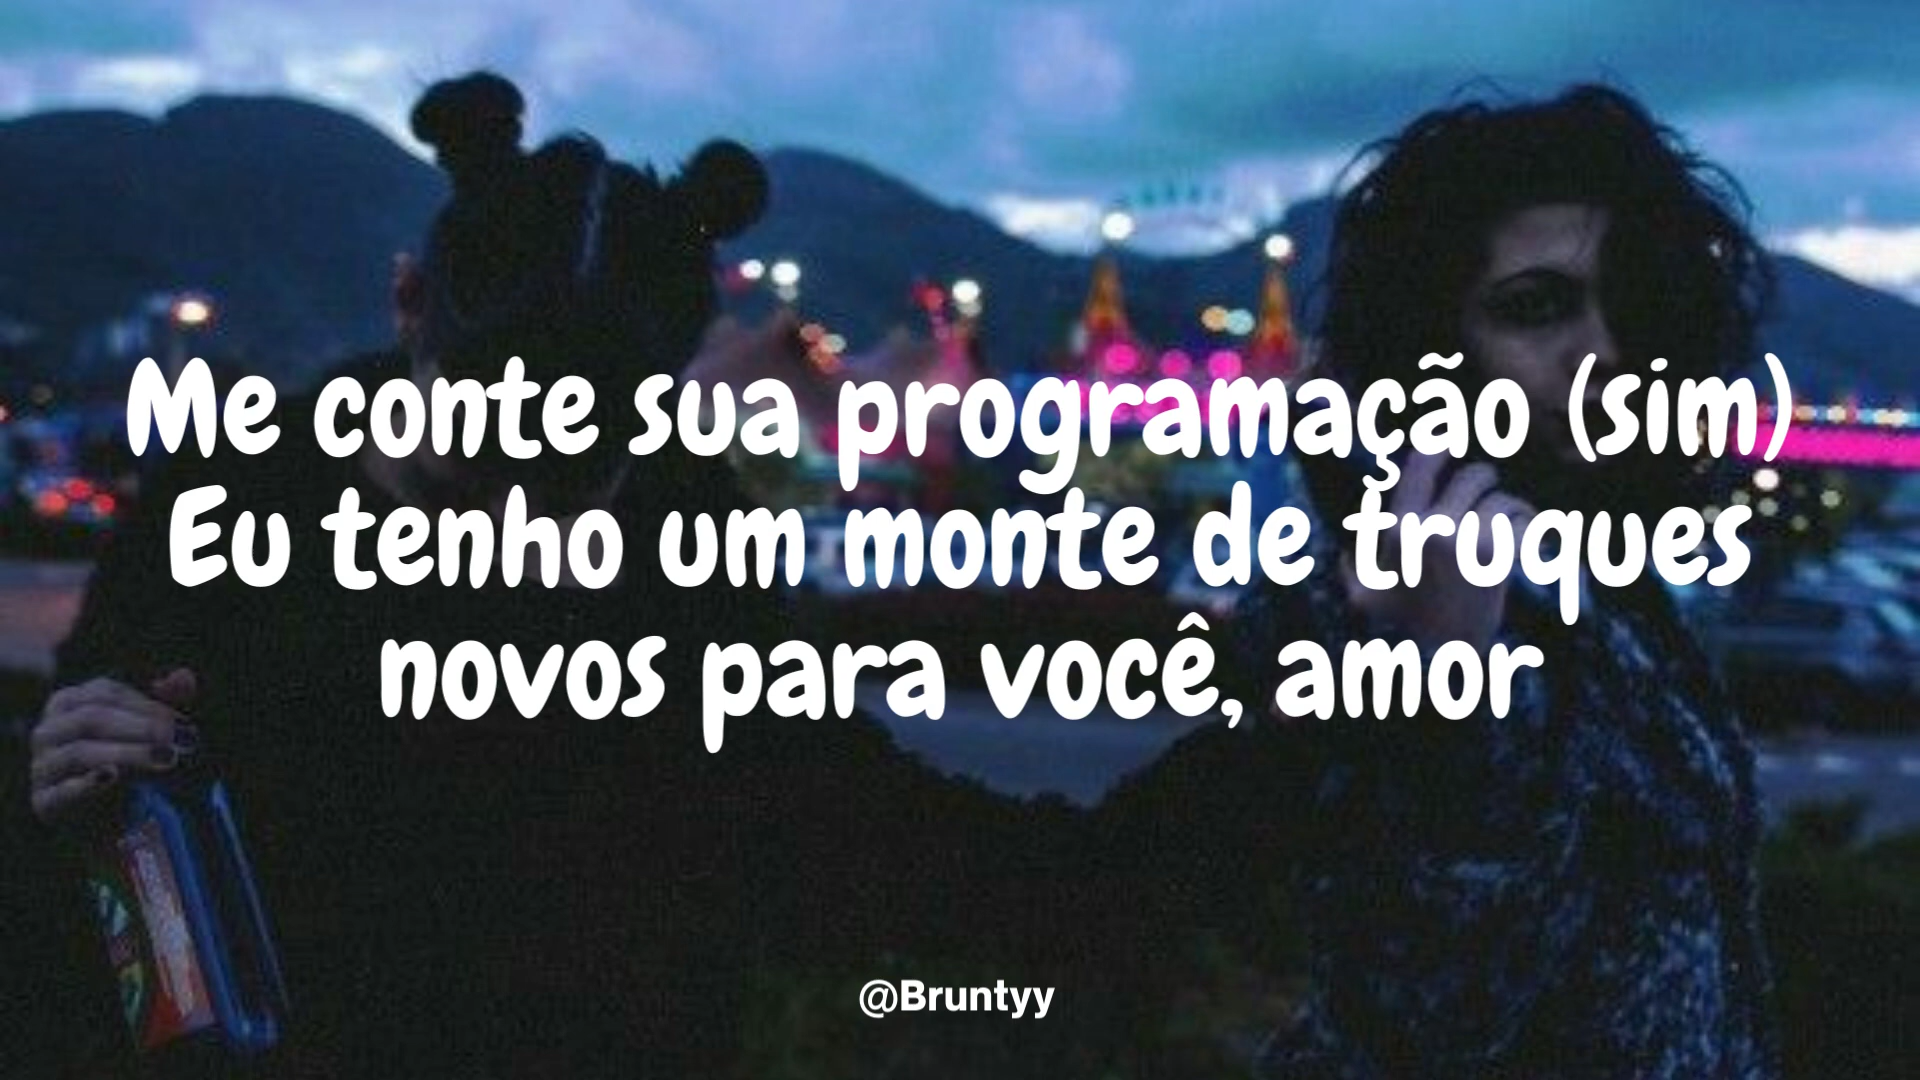 Me conte sua programação (sim)
Eu tenho um monte de truques
novos para você, amor
@Bruntyy